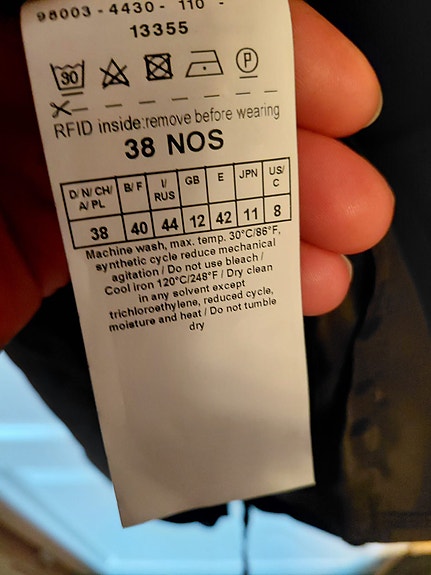 98003 - 4430 - 110 -
13355
30 P
RFID inside:remove before wearing
38 NOS
D/ N/ CH/ A/ PL B/ F I/ RUS GB E JPN US/ C
38 40 44 12 42 11 8
Machine wash, max. temp. 30°C/86°F,
synthetic cycle reduce mechanical
agitation / Do not use bleach /
Cool iron 120°C/248°F / Dry clean
in any solvent except
trichloroethylene, reduced cycle,
moisture and heat / Do not tumble
dry